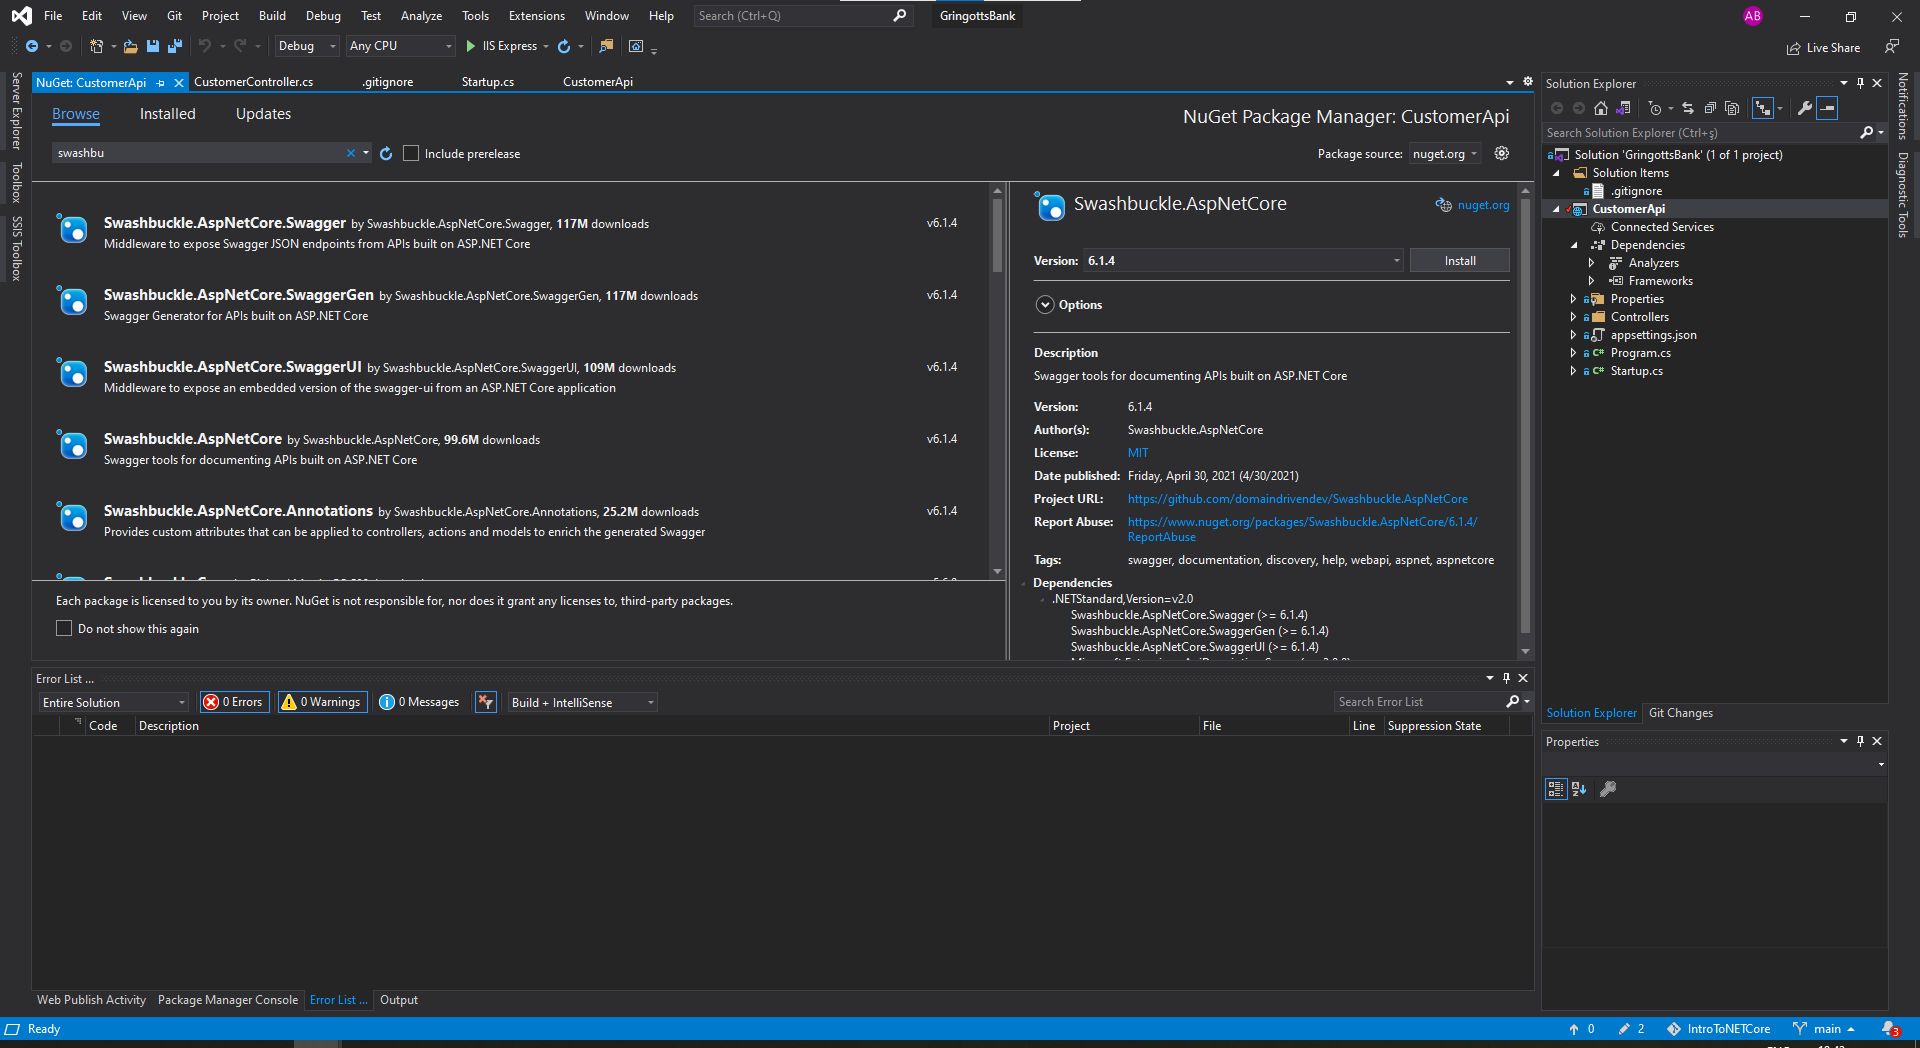 File Edit View Git Project Build Debug Test Analyze Tools Extensions Window Help Search (Ctrl+Q) GringottsBank AB
Debug Any CPU IIS Express Live Share
Server Explorer
Toolbox
SSIS Toolbox
NuGet: CustomerApi CustomerController.cs .gitignore Startup.cs CustomerApi
Browse Installed Updates
NuGet Package Manager: CustomerApi
swashbu Include prerelease
Package source: nuget.org
Swashbuckle.AspNetCore.Swagger by Swashbuckle.AspNetCore.Swagger, 117M downloads v6.1.4
Middleware to expose Swagger JSON endpoints from APIs built on ASP.NET Core
Swashbuckle.AspNetCore.SwaggerGen by Swashbuckle.AspNetCore.SwaggerGen, 117M downloads v6.1.4
Swagger Generator for APIs built on ASP.NET Core
Swashbuckle.AspNetCore.SwaggerUI by Swashbuckle.AspNetCore.SwaggerUI, 109M downloads v6.1.4
Middleware to expose an embedded version of the swagger-ui from an ASP.NET Core application
Swashbuckle.AspNetCore by Swashbuckle.AspNetCore, 99.6M downloads v6.1.4
Swagger tools for documenting APIs built on ASP.NET Core
Swashbuckle.AspNetCore.Annotations by Swashbuckle.AspNetCore.Annotations, 25.2M downloads v6.1.4
Provides custom attributes that can be applied to controllers, actions and models to enrich the generated Swagger
Each package is licensed to you by its owner. NuGet is not responsible for, nor does it grant any licenses to, third-party packages.
Do not show this again
Swashbuckle.AspNetCore nuget.org
Version: 6.1.4 Install
Options
Description
Swagger tools for documenting APIs built on ASP.NET Core
Version: 6.1.4
Author(s): Swashbuckle.AspNetCore
License: MIT
Date published: Friday, April 30, 2021 (4/30/2021)
Project URL: https://github.com/domaindrivendev/Swashbuckle.AspNetCore
Report Abuse: https://www.nuget.org/packages/Swashbuckle.AspNetCore/6.1.4/
ReportAbuse
Tags: swagger, documentation, discovery, help, webapi, aspnet, aspnetcore
Dependencies
.NETStandard,Version=v2.0
Swashbuckle.AspNetCore.Swagger (>= 6.1.4)
Swashbuckle.AspNetCore.SwaggerGen (>= 6.1.4)
Swashbuckle.AspNetCore.SwaggerUI (>= 6.1.4)
Error List ...
Entire Solution 0 Errors 0 Warnings 0 Messages Build + IntelliSense Search Error List
Code Description Project File Line Suppression State
Web Publish Activity Package Manager Console Error List ... Output
Solution Explorer
Search Solution Explorer (Ctrl+ş)
Solution 'GringottsBank' (1 of 1 project)
Solution Items
.gitignore
CustomerApi
Connected Services
Dependencies
Analyzers
Frameworks
Properties
Controllers
appsettings.json
C# Program.cs
C# Startup.cs
Solution Explorer Git Changes
Properties
Notifications
Diagnostic Tools
Ready 0 2 IntroToNETCore main 3